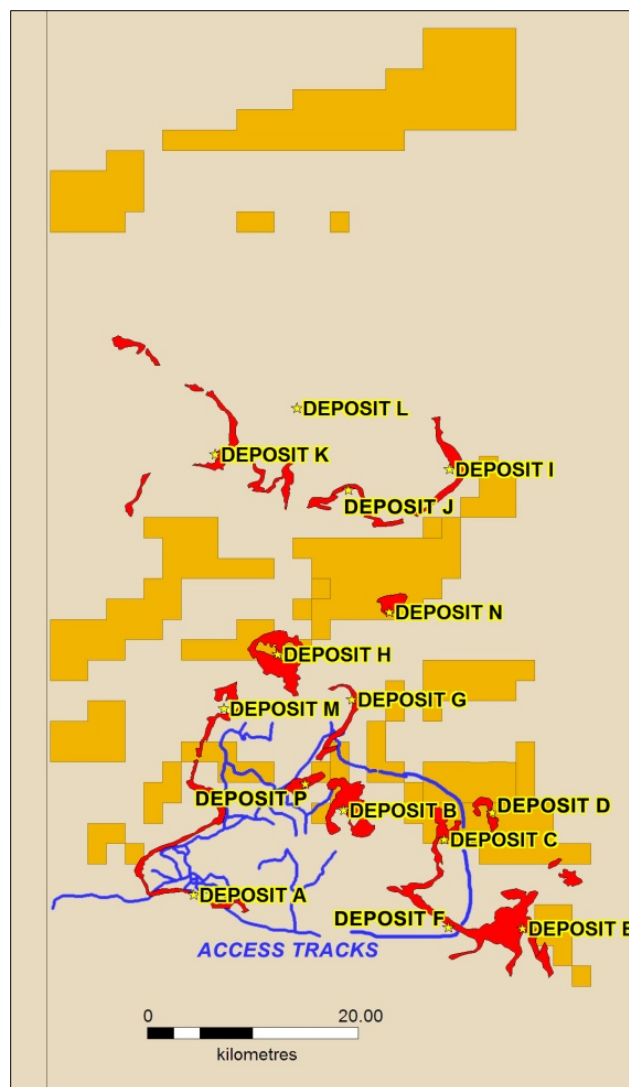 DEPOSIT L
DEPOSIT K
DEPOSIT I
DEPOSIT J
DEPOSIT N
DEPOSIT H
DEPOSIT G
DEPOSIT M
DEPOSIT P
DEPOSIT B
DEPOSIT D
DEPOSIT C
DEPOSIT A
DEPOSIT F
DEPOSIT E
ACCESS TRACKS
0 20.00
kilometres